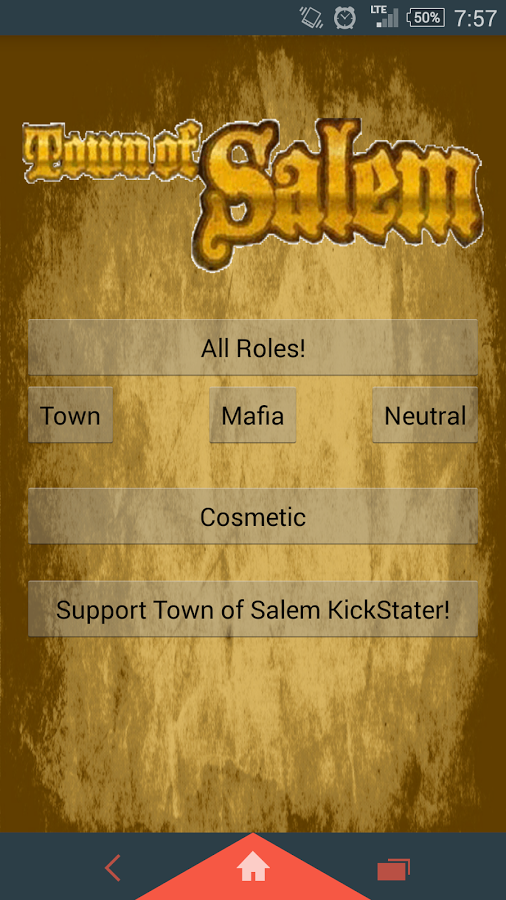 LTE 50% 7:57
Town of Salem
All Roles!
Town Mafia Neutral
Cosmetic
Support Town of Salem KickStater!